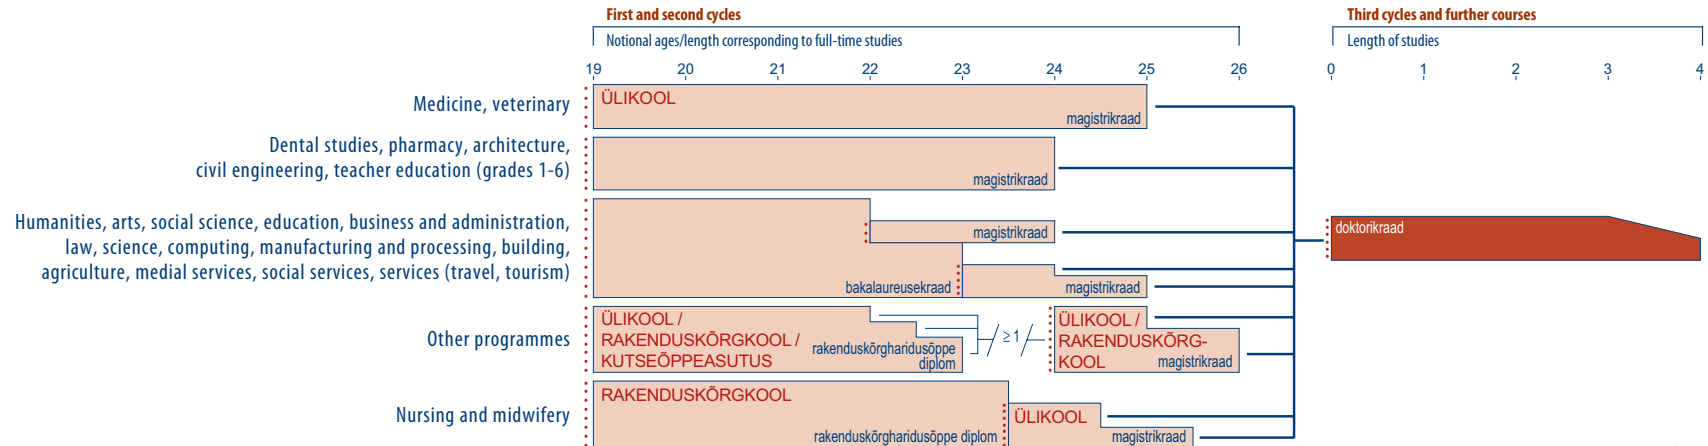 First and second cycles
Third cycles and further courses
Notional ages/length corresponding to full-time studies
Length of studies
19 20 21 22 23 24 25 26
0 1 2 3 4
Medicine, veterinary
ÜLIKOOL
magistrikraad
Dental studies, pharmacy, architecture,
civil engineering, teacher education (grades 1-6)
magistrikraad
Humanities, arts, social science, education, business and administration,
law, science, computing, manufacturing and processing, building,
agriculture, medial services, social services, services (travel, tourism)
magistrikraad
bakalaureusekraad
magistrikraad
doktorikraad
Other programmes
ÜLIKOOL /
RAKENDUSKÕRGKOOL /
KUTSEÕPPEASUTUS
rakenduskõrgharidusõppe
diplom
≥1
ÜLIKOOL /
RAKENDUSKÕRG-
KOOL
magistrikraad
Nursing and midwifery
RAKENDUSKÕRGKOOL
rakenduskõrgharidusõppe diplom
ÜLIKOOL
magistrikraad